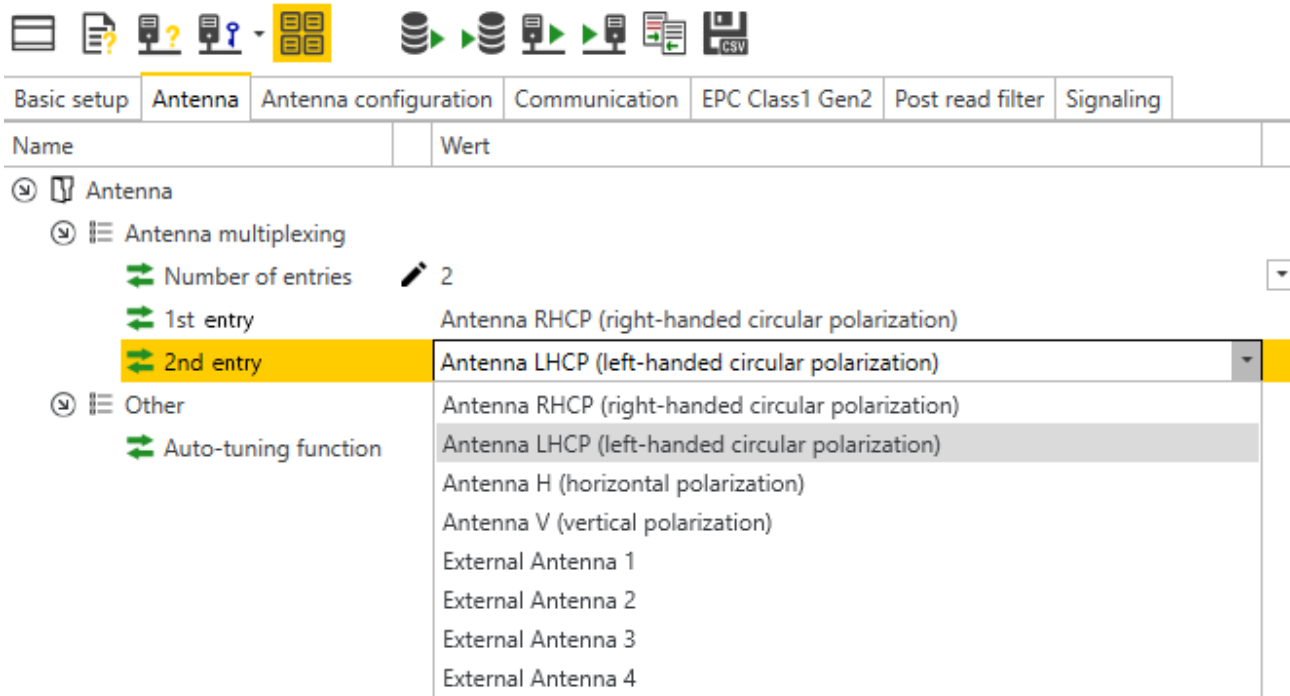 ? ? CSV
Basic setup Antenna Antenna configuration Communication EPC Class1 Gen2 Post read filter Signaling
Name Wert
Antenna
Antenna multiplexing
Number of entries 2
1st entry Antenna RHCP (right-handed circular polarization)
2nd entry Antenna LHCP (left-handed circular polarization)
Other Antenna RHCP (right-handed circular polarization)
Auto-tuning function Antenna LHCP (left-handed circular polarization)
Antenna H (horizontal polarization)
Antenna V (vertical polarization)
External Antenna 1
External Antenna 2
External Antenna 3
External Antenna 4